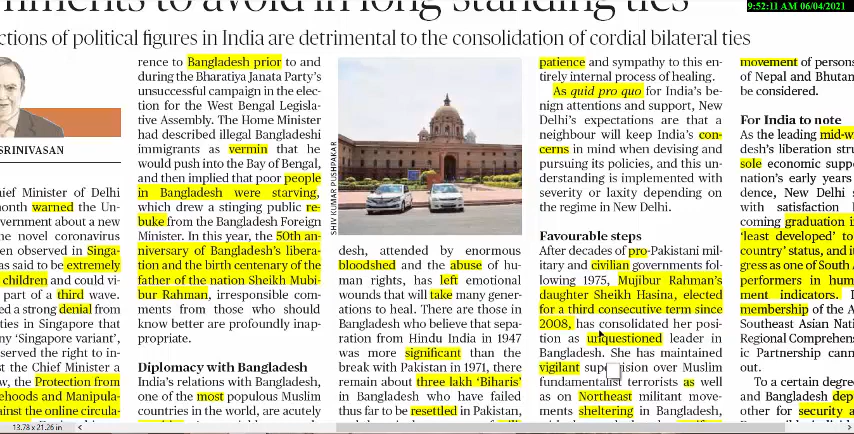 9:52:11 AM 06/04/2021
to avoid in long standing ties
ctions of political figures in India are detrimental to the consolidation of cordial bilateral ties
SRINIVASAN
hief Minister of Delhi
onth warned the Un-
vernment about a new
e novel coronavirus
en observed in Singa-
as said to be extremely
children and could vi-
part of a third wave.
ed a strong denial from
ties in Singapore that
ny 'Singapore variant',
served the right to in-
st the Chief Minister a
w, the Protection from
ehoods and Manipula-
ainst the online circula-
rence to Bangladesh prior to and
during the Bharatiya Janata Party's
unsuccessful campaign in the elec-
tion for the West Bengal Legisla-
tive Assembly. The Home Minister
had described illegal Bangladeshi
immigrants as vermin that he
would push into the Bay of Bengal,
and then implied that poor people
in Bangladesh were starving,
which drew a stinging public re-
buke from the Bangladesh Foreign
Minister. In this year, the 50th an-
niversary of Bangladesh's libera-
tion and the birth centenary of the
father of the nation Sheikh Mubi-
bur Rahman, irresponsible com-
ments from those who should
know better are profoundly inap-
propriate.
Diplomacy with Bangladesh
India's relations with Bangladesh,
one of the most populous Muslim
countries in the world, are acutely
SHIV KUMAR PUSHPAKAR
desh, attended by enormous
bloodshed and the abuse of hu-
man rights, has left emotional
wounds that will take many gener-
ations to heal. There are those in
Bangladesh who believe that sepa-
ration from Hindu India in 1947
was more significant than the
break with Pakistan in 1971, there
remain about three lakh 'Biharis'
in Bangladesh who have failed
thus far to be resettled in Pakistan,
patience and sympathy to this en-
tirely internal process of healing.
As quid pro quo for India's be-
nign attentions and support, New
Delhi's expectations are that a
neighbour will keep India's con-
cerns in mind when devising and
pursuing its policies, and this un-
derstanding is implemented with
severity or laxity depending on
the regime in New Delhi.
Favourable steps
After decades of pro-Pakistani mil-
itary and civilian governments fol-
lowing 1975, Mujibur Rahman's
daughter Sheikh Hasina, elected
for a third consecutive term since
2008, has consolidated her posi-
tion as unquestioned leader in
Bangladesh. She has maintained
vigilant over Muslim
fundamentalist terrorists as well
as on Northeast militant move-
ments sheltering in Bangladesh,
movement of persons
of Nepal and Bhutan
be considered.
For India to note
As the leading mid-w
desh's liberation stru
sole economic suppo
nation's early years
dence, New Delhi s
with satisfaction
coming graduation i
'least developed' to
country' status, and it
gress as one of South A
performers in huma
ment indicators. I
membership of the A
Southeast Asian Nat
Regional Comprehens
ic Partnership cann
out.
To a certain degre
and Bangladesh dep
other for security a
13.78 x 21.26 in